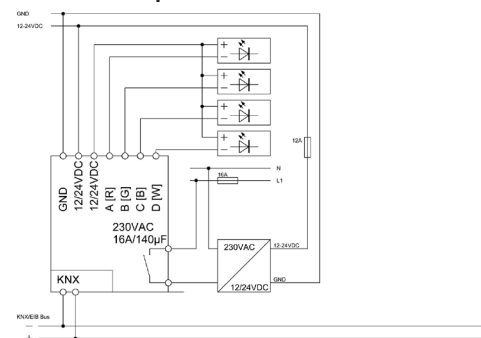 GND
12-24VDC
+
−
+
−
+
−
+
−
12A
N
16A
L1
GND
12/24VDC
12/24VDC
A [R]
B [G]
C [B]
D [W]
230VAC
16A/140µF
230VAC
12-24VDC
GND
12/24VDC
KNX
KNX/EIB Bus
−
+